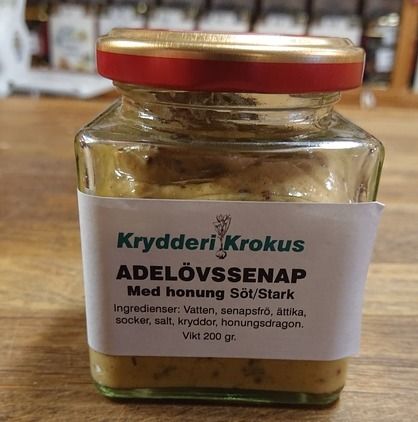 Krydderi Krokus
ADELÖVSSENAP
Med honung Söt/Stark
Ingredienser: Vatten, senapsfrö, ättika,
socker, salt, kryddor, honungsdragon.
Vikt 200 gr.